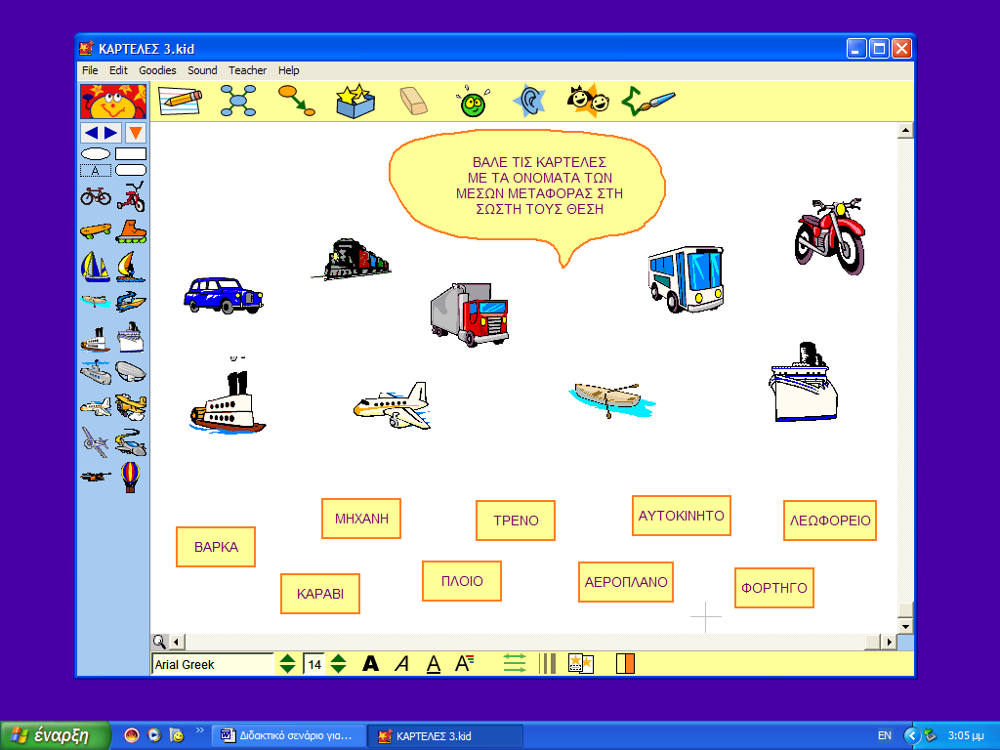 ΚΑΡΤΕΛΕΣ 3.kid
File Edit Goodies Sound Teacher Help
A
ΒΑΛΕ ΤΙΣ ΚΑΡΤΕΛΕΣ
ΜΕ ΤΑ ΟΝΟΜΑΤΑ ΤΩΝ
ΜΕΣΩΝ ΜΕΤΑΦΟΡΑΣ ΣΤΗ
ΣΩΣΤΗ ΤΟΥΣ ΘΕΣΗ
ΒΑΡΚΑ
ΜΗΧΑΝΗ
ΤΡΕΝΟ
ΑΥΤΟΚΙΝΗΤΟ
ΛΕΩΦΟΡΕΙΟ
ΚΑΡΑΒΙ
ΠΛΟΙΟ
ΑΕΡΟΠΛΑΝΟ
ΦΟΡΤΗΓΟ
Arial Greek 14 A A A A
έναρξη Διδακτικό σενάριο για... ΚΑΡΤΕΛΕΣ 3.kid EN 3:05 μμ